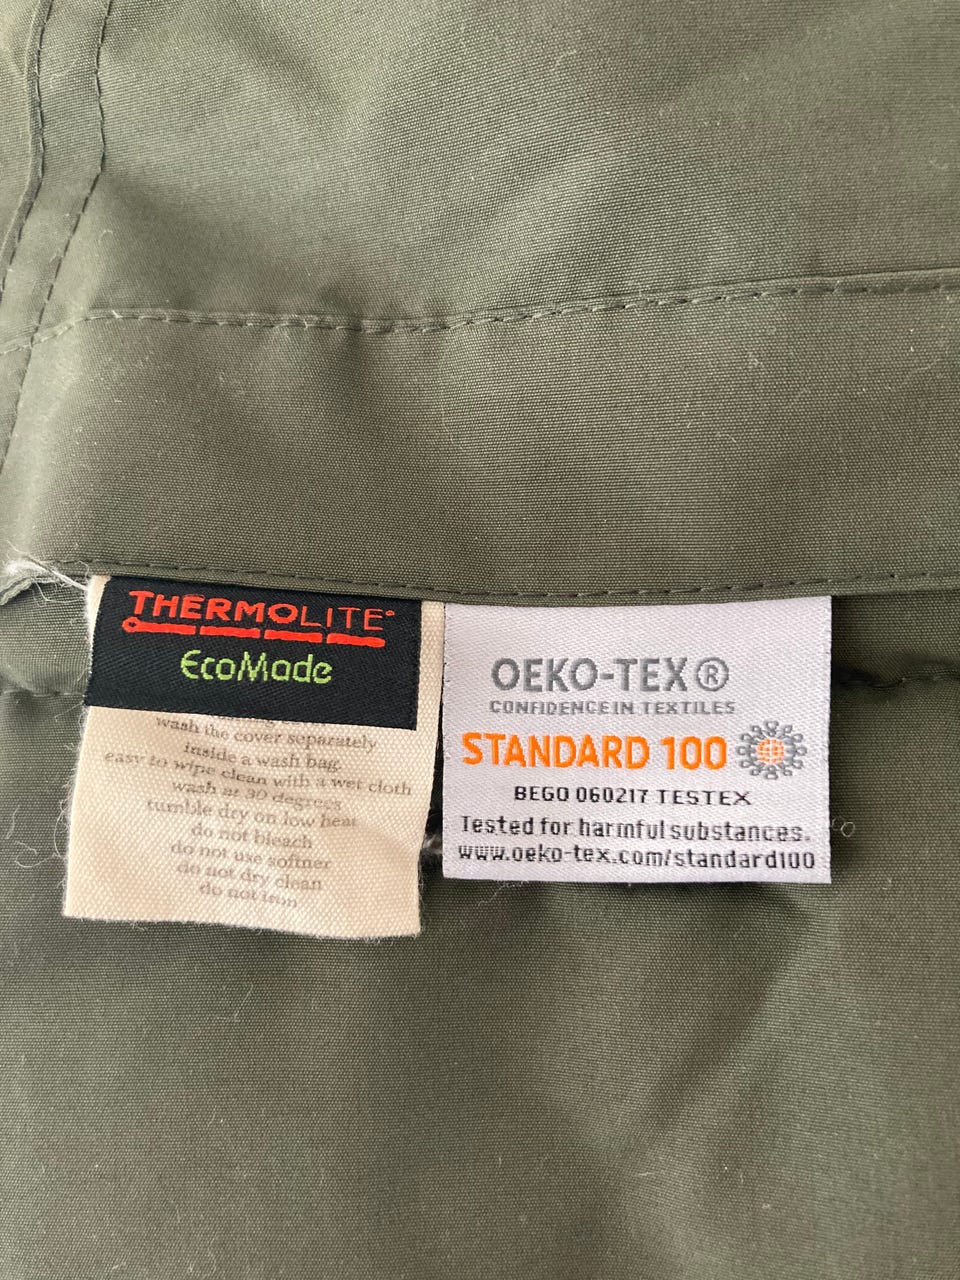 THERMOLITE®
EcoMade
wash the cover separately
inside a wash bag.
easy to wipe clean with a wet cloth
wash at 30 degrees
tumble dry on low heat
do not bleach
do not use softner
do not dry clean
do not iron
OEKO-TEX®
CONFIDENCE IN TEXTILES
STANDARD 100
BEGO 060217 TESTEX
Tested for harmful substances.
www.oeko-tex.com/standard100